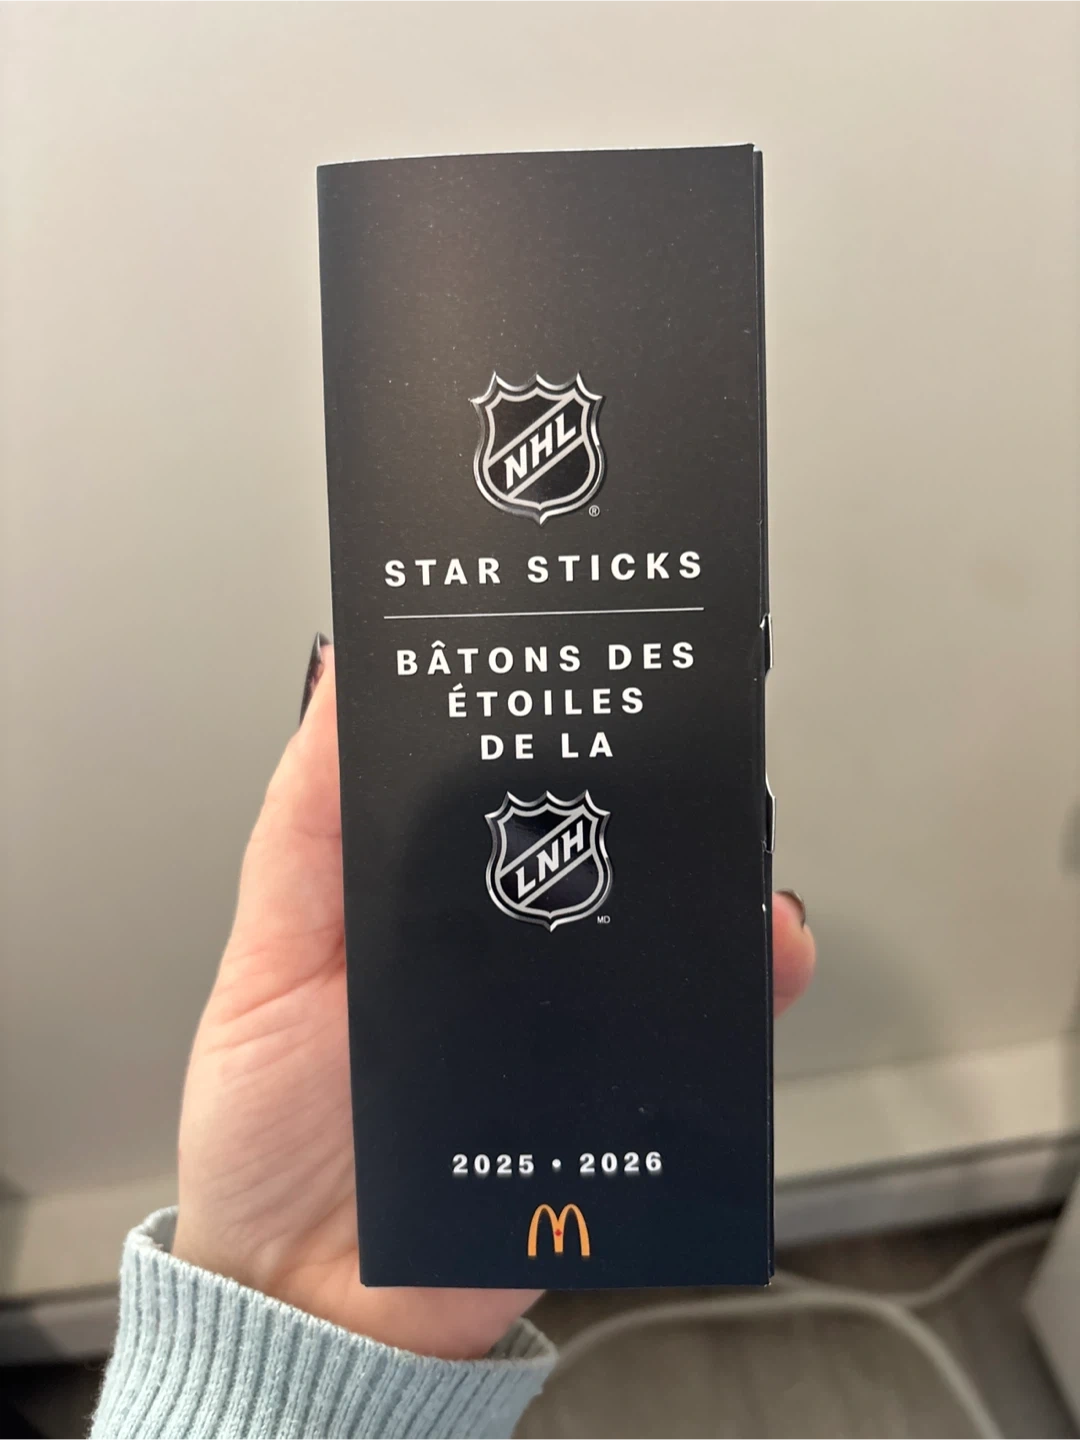 NHL
®
STAR STICKS
BÂTONS DES
ÉTOILES
DE LA
LNH
MD
2025 • 2026